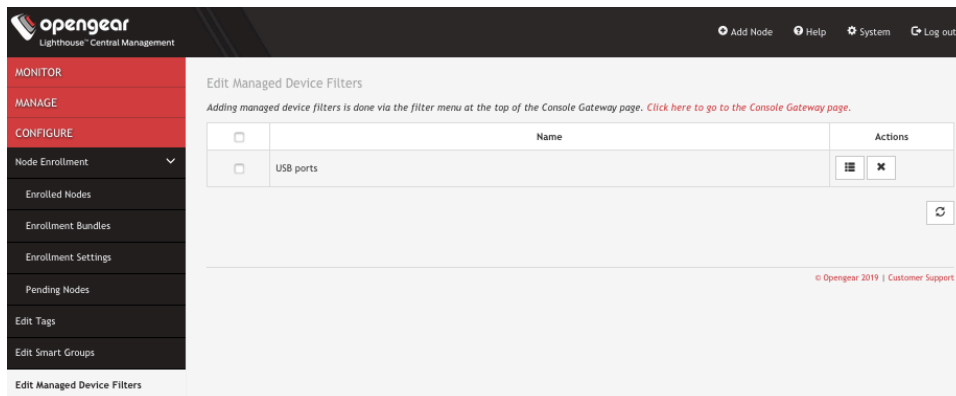 opengear
Lighthouse™ Central Management
Add Node Help System Log out
MONITOR
MANAGE
CONFIGURE
Node Enrollment
Enrolled Nodes
Enrollment Bundles
Enrollment Settings
Pending Nodes
Edit Tags
Edit Smart Groups
Edit Managed Device Filters
Edit Managed Device Filters
Adding managed device filters is done via the filter menu at the top of the Console Gateway page. Click here to go to the Console Gateway page.
Name Actions
USB ports
© Opengear 2019 | Customer Support